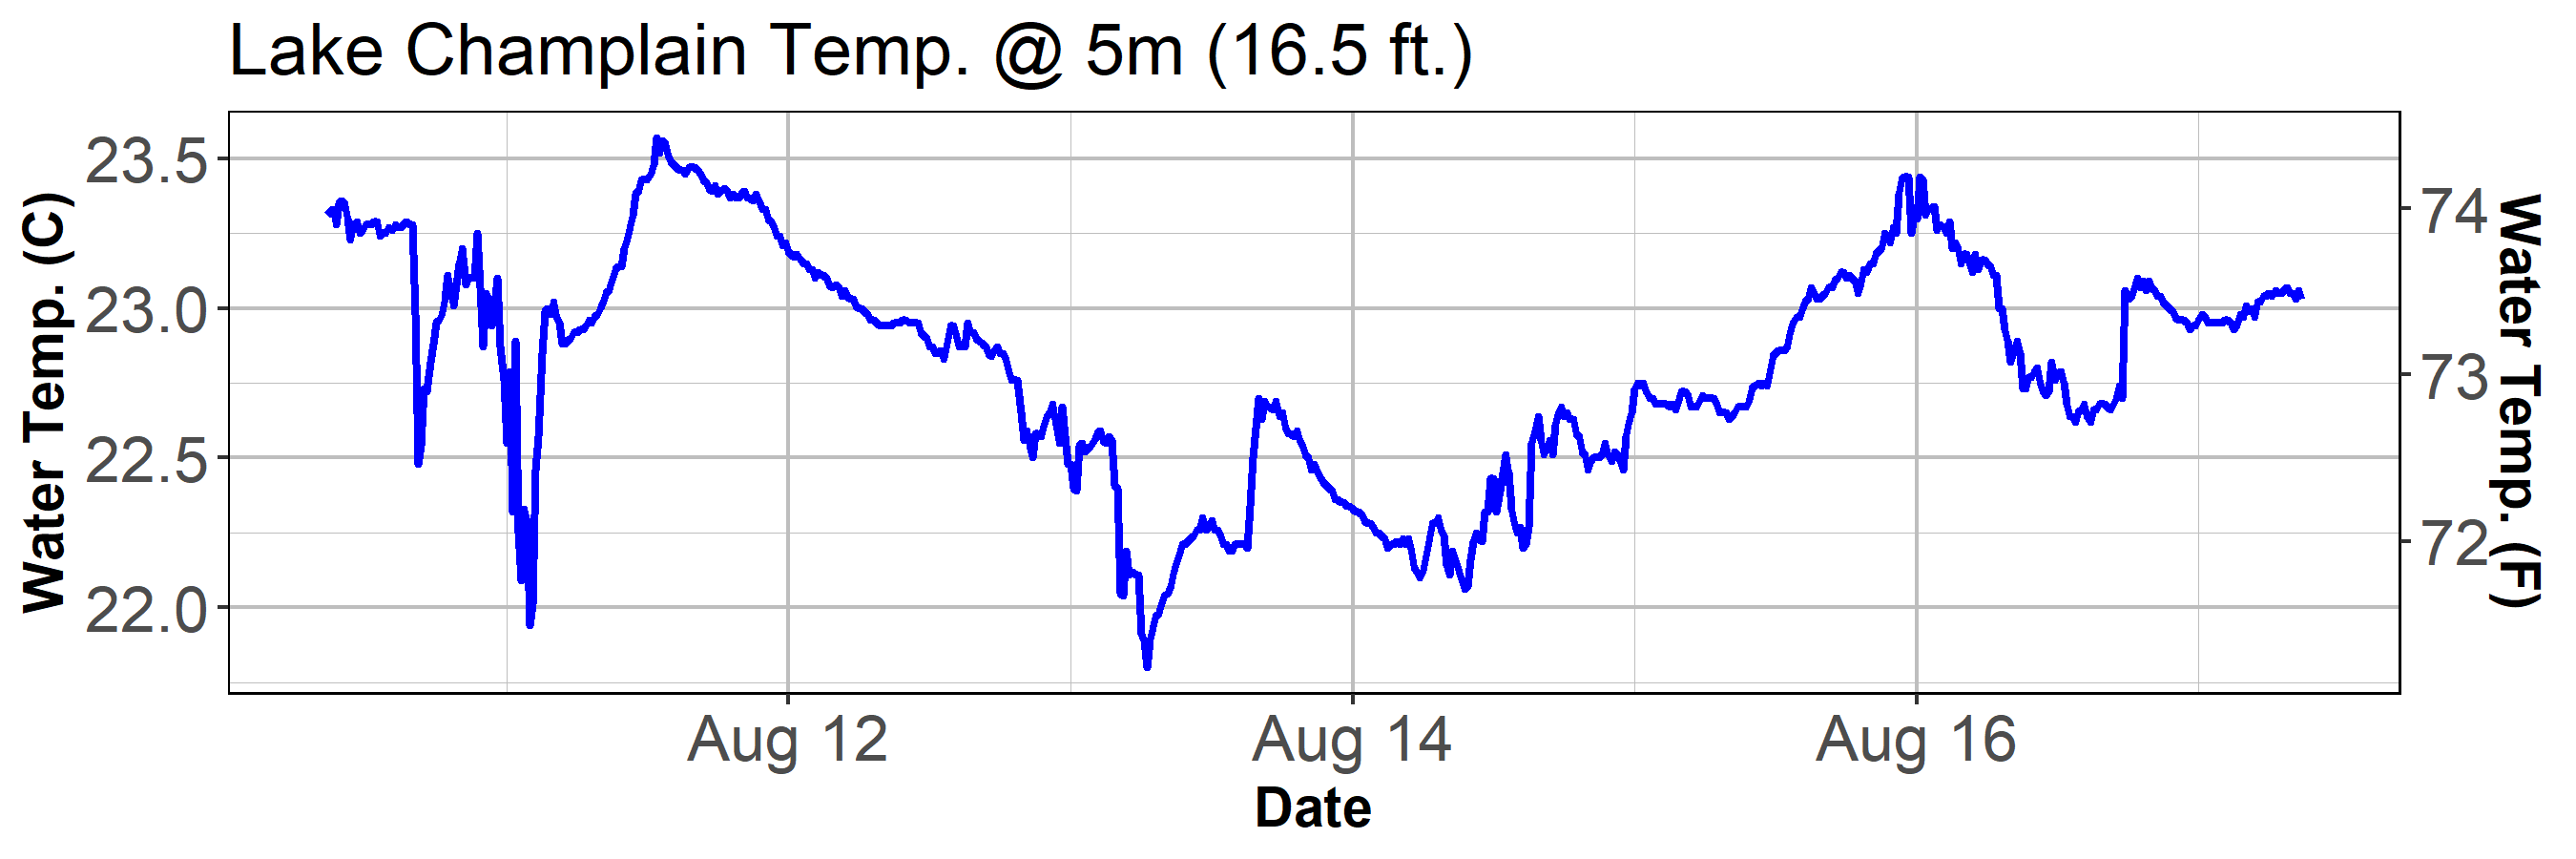 Lake Champlain Temp. @ 5m (16.5 ft.)
Water Temp. (C)
23.5
23.0
22.5
22.0
74
73
72
Water Temp. (F)
Aug 12
Aug 14
Aug 16
Date